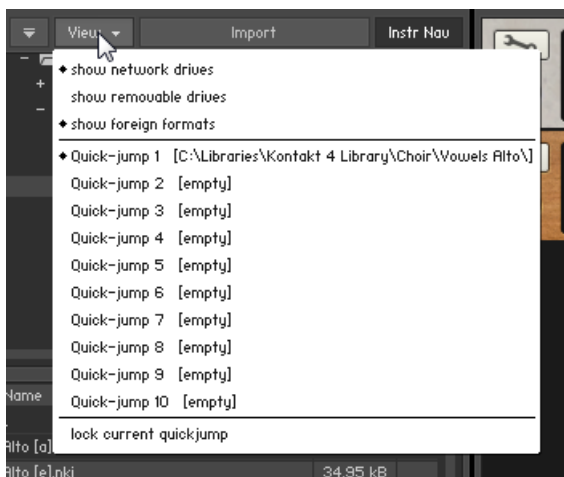 View Import Instr Nav
◆ show network drives
show removable drives
◆ show foreign formats
◆ Quick-jump 1 [C:\Libraries\Kontakt 4 Library\Choir\Vowels Alto\]
Quick-jump 2 [empty]
Quick-jump 3 [empty]
Quick-jump 4 [empty]
Quick-jump 5 [empty]
Quick-jump 6 [empty]
Quick-jump 7 [empty]
Quick-jump 8 [empty]
Quick-jump 9 [empty]
Quick-jump 10 [empty]
Name
lock current quickjump
Alto [a]
Alto [e].nki 34.95 kB